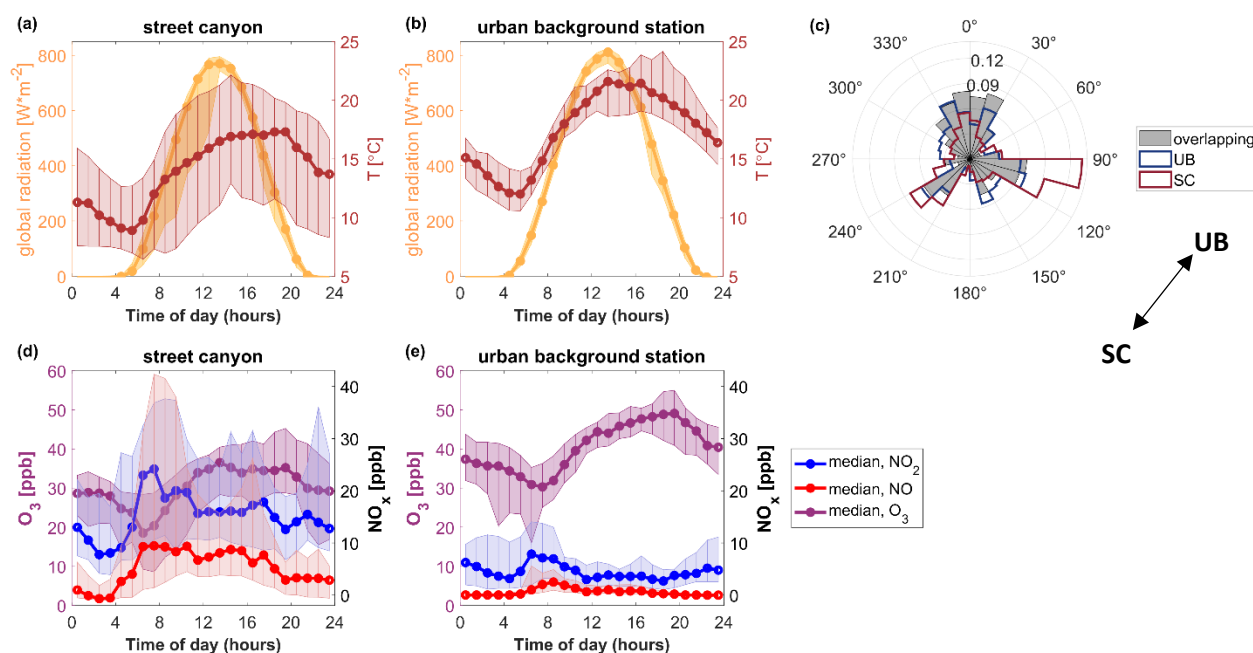 (a)
street canyon
global radiation [W*m⁻²]
800
600
400
200
0
25
20
15
10
5
T [°C]
0 4 8 12 16 20 24
Time of day (hours)
(b)
urban background station
global radiation [W*m⁻²]
800
600
400
200
0
25
20
15
10
5
T [°C]
0 4 8 12 16 20 24
Time of day (hours)
(c)
0°
30°
60°
90°
120°
150°
180°
210°
240°
270°
300°
330°
0.12
0.09
overlapping
UB
SC
UB
SC
(d)
street canyon
O₃ [ppb]
60
50
40
30
20
10
0
40
30
20
10
0
NOₓ [ppb]
0 4 8 12 16 20 24
Time of day (hours)
(e)
urban background station
O₃ [ppb]
60
50
40
30
20
10
0
40
30
20
10
0
NOₓ [ppb]
0 4 8 12 16 20 24
Time of day (hours)
median, NO₂
median, NO
median, O₃